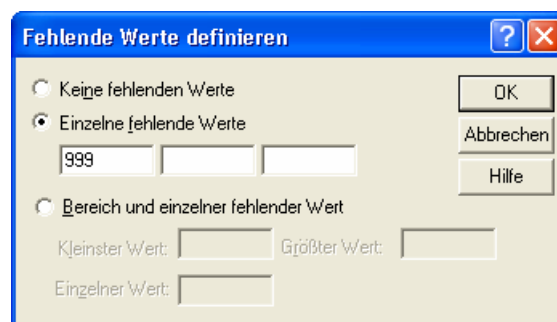 Fehlende Werte definieren
Keine fehlenden Werte
OK
Einzelne fehlende Werte
Abbrechen
999
Hilfe
Bereich und einzelner fehlender Wert
Kleinster Wert: Größter Wert:
Einzelner Wert: